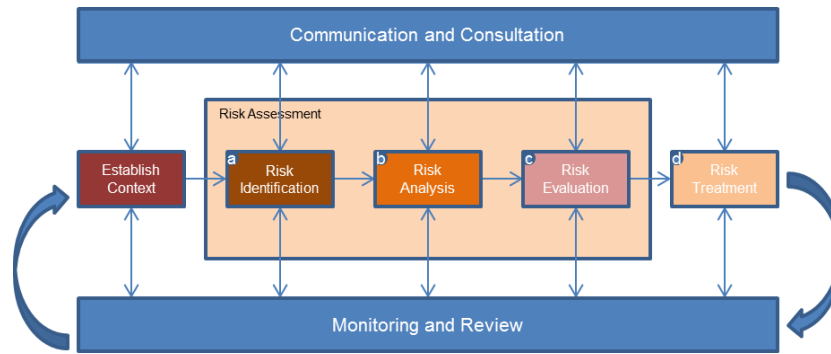 Communication and Consultation
Risk Assessment
Establish
Context
a
Risk
Identification
b
Risk
Analysis
c
Risk
Evaluation
d
Risk
Treatment
Monitoring and Review